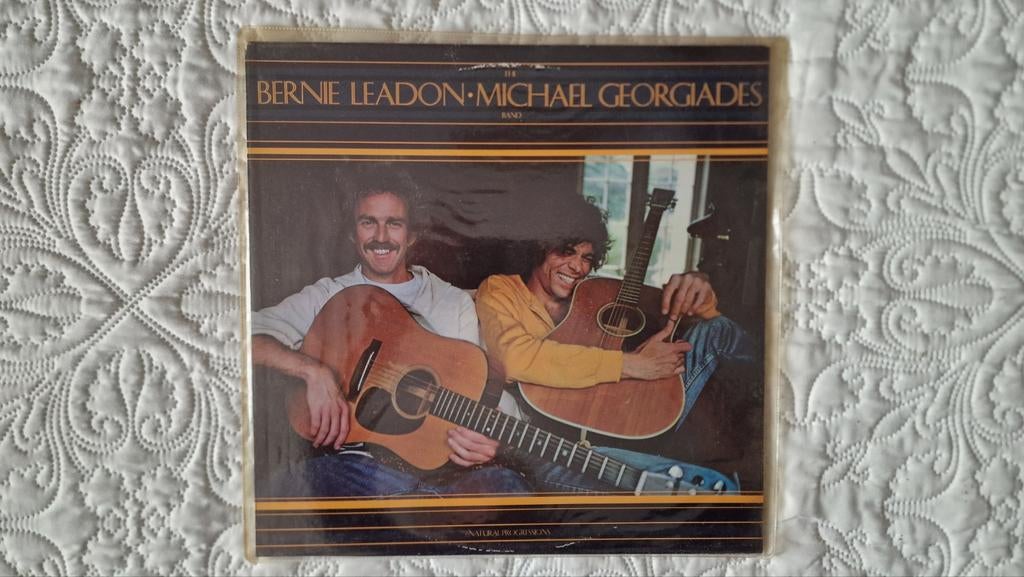 THE
BERNIE LEADON • MICHAEL GEORGIADES
BAND
NATURAL PROGRESSIONS